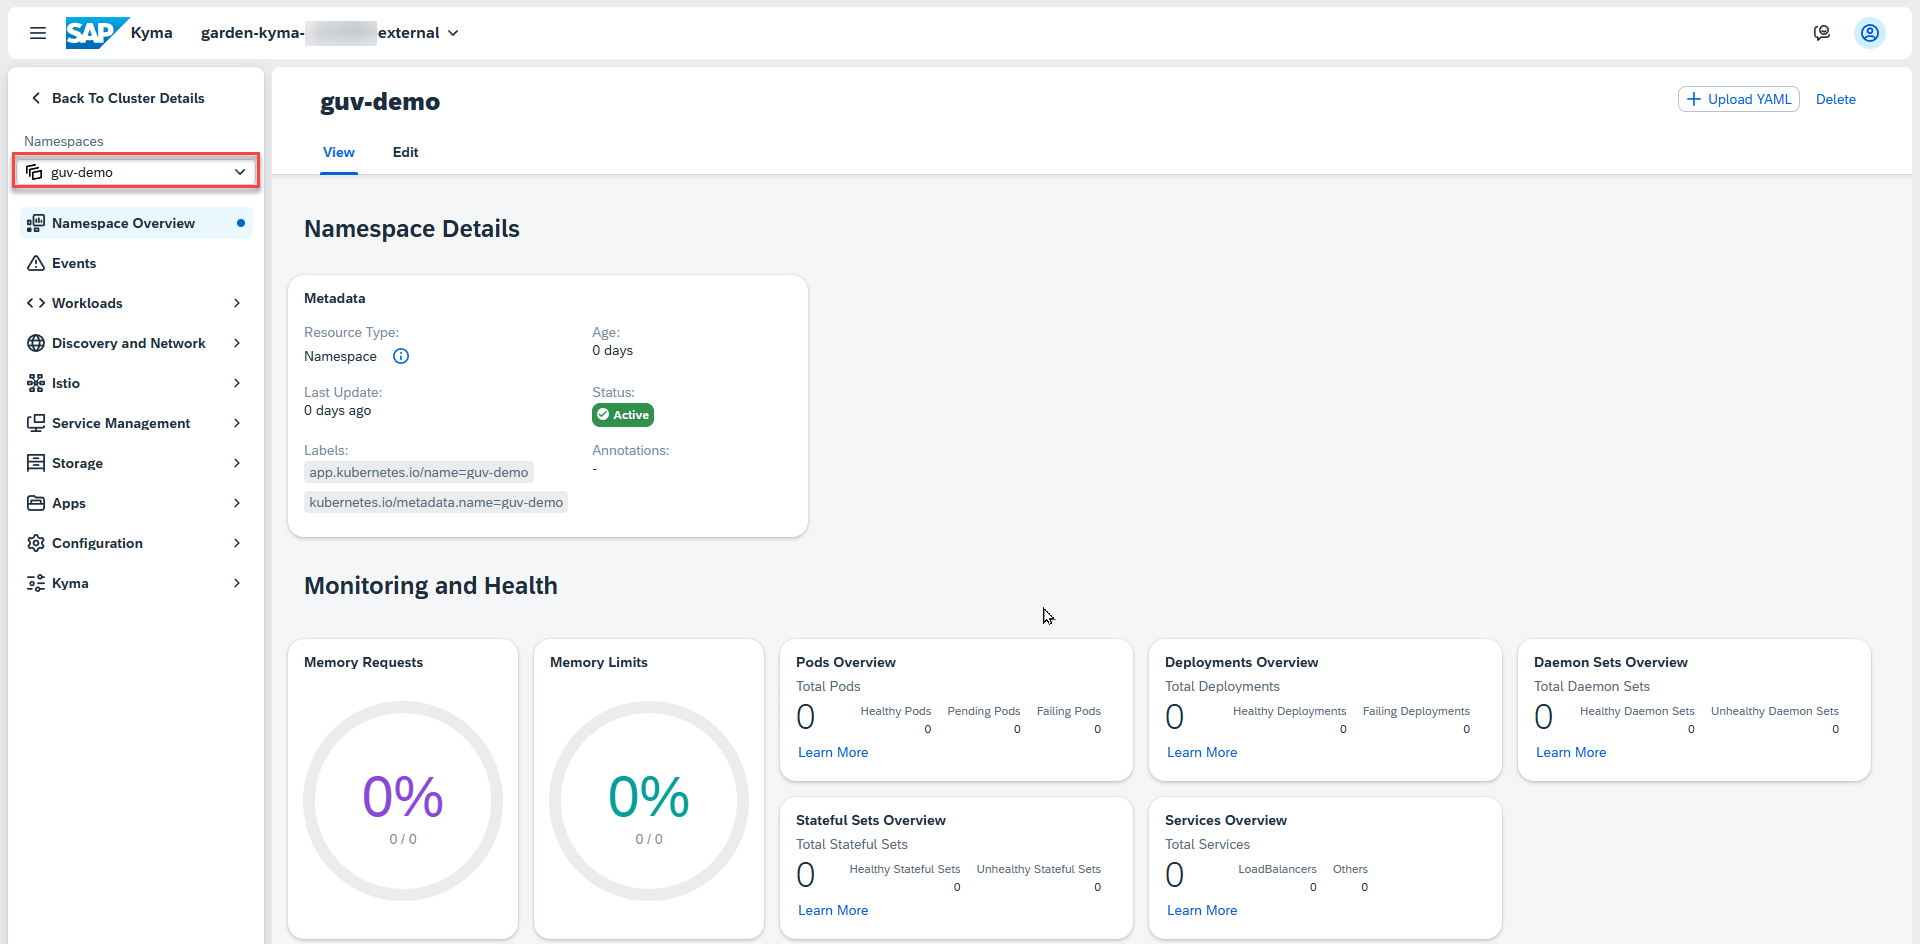 SAP Kyma garden-kyma- external
Back To Cluster Details
Namespaces
guv-demo
Namespace Overview
Events
Workloads
Discovery and Network
Istio
Service Management
Storage
Apps
Configuration
Kyma
guv-demo
Upload YAML Delete
View Edit
Namespace Details
Metadata
Resource Type:
Namespace
Age:
0 days
Last Update:
0 days ago
Status:
Active
Labels:
app.kubernetes.io/name=guv-demo
kubernetes.io/metadata.name=guv-demo
Annotations:
-
Monitoring and Health
Memory Requests
0%
0 / 0
Memory Limits
0%
0 / 0
Pods Overview
Total Pods
0 Healthy Pods Pending Pods Failing Pods
0 0 0
Learn More
Deployments Overview
Total Deployments
0 Healthy Deployments Failing Deployments
0 0
Learn More
Daemon Sets Overview
Total Daemon Sets
0 Healthy Daemon Sets Unhealthy Daemon Sets
0 0
Learn More
Stateful Sets Overview
Total Stateful Sets
0 Healthy Stateful Sets Unhealthy Stateful Sets
0 0
Learn More
Services Overview
Total Services
0 LoadBalancers Others
0 0
Learn More